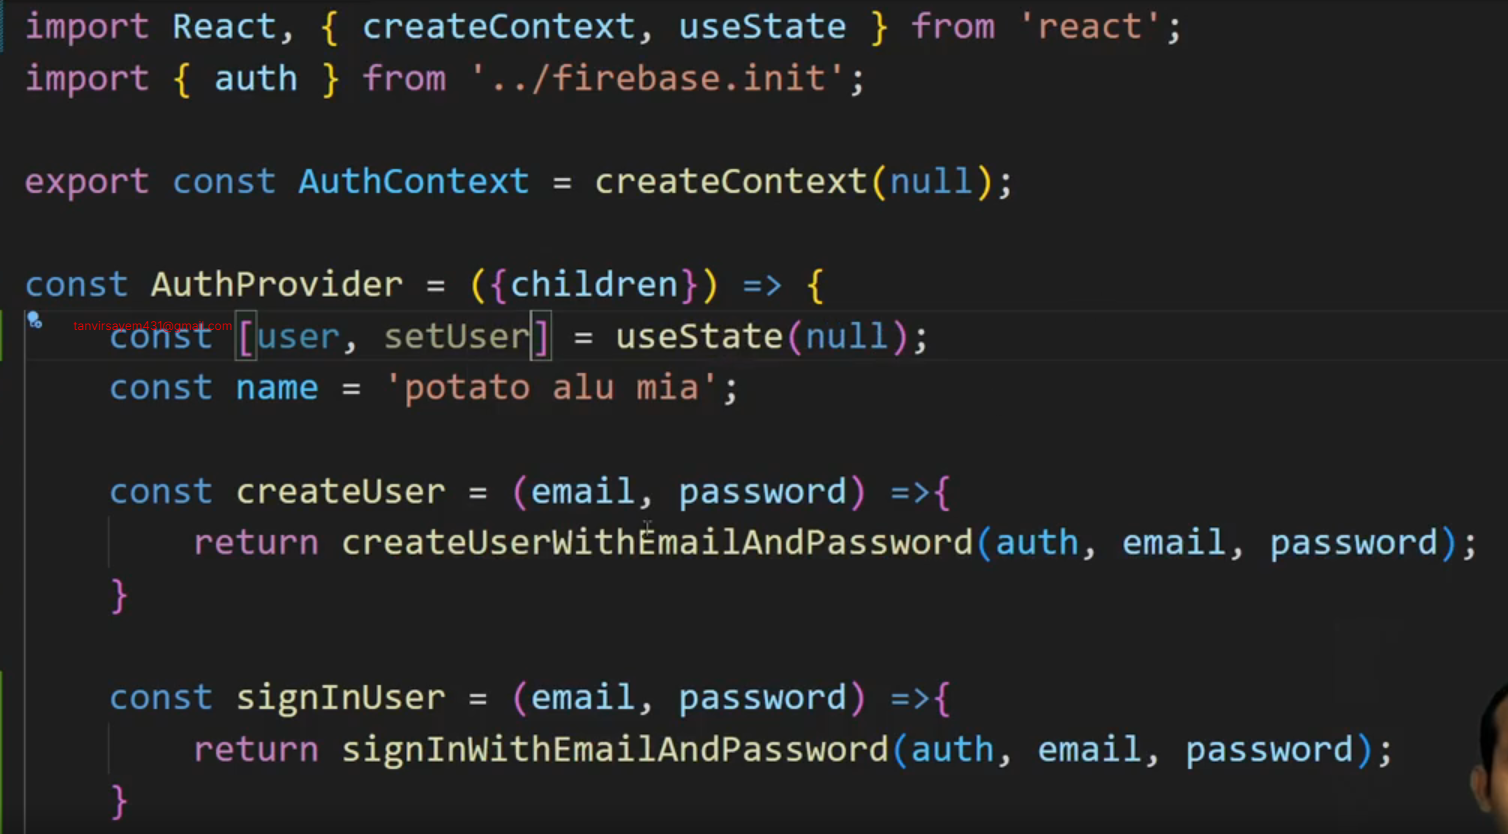 import React, { createContext, useState } from 'react';
import { auth } from '../firebase.init';
export const AuthContext = createContext(null);
const AuthProvider = ({children}) => {
tanvirsayem431@gmail.com
const [user, setUser] = useState(null);
const name = 'potato alu mia';
const createUser = (email, password) =>{
return createUserWithEmailAndPassword(auth, email, password);
}
const signInUser = (email, password) =>{
return signInWithEmailAndPassword(auth, email, password);
}